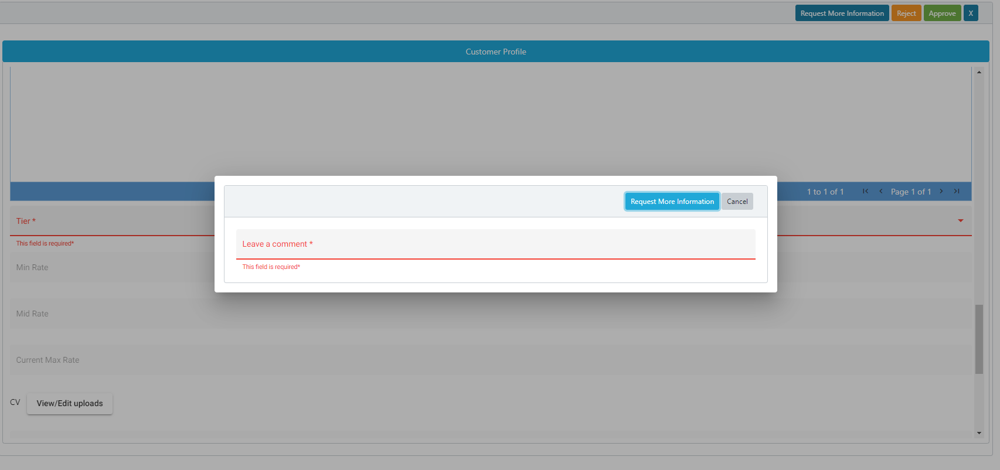 Request More Information Reject Approve X
Customer Profile
1 to 1 of 1 Page 1 of 1
Request More Information Cancel
Leave a comment *
This field is required*
Tier *
This field is required*
Min Rate
Mid Rate
Current Max Rate
CV View/Edit uploads